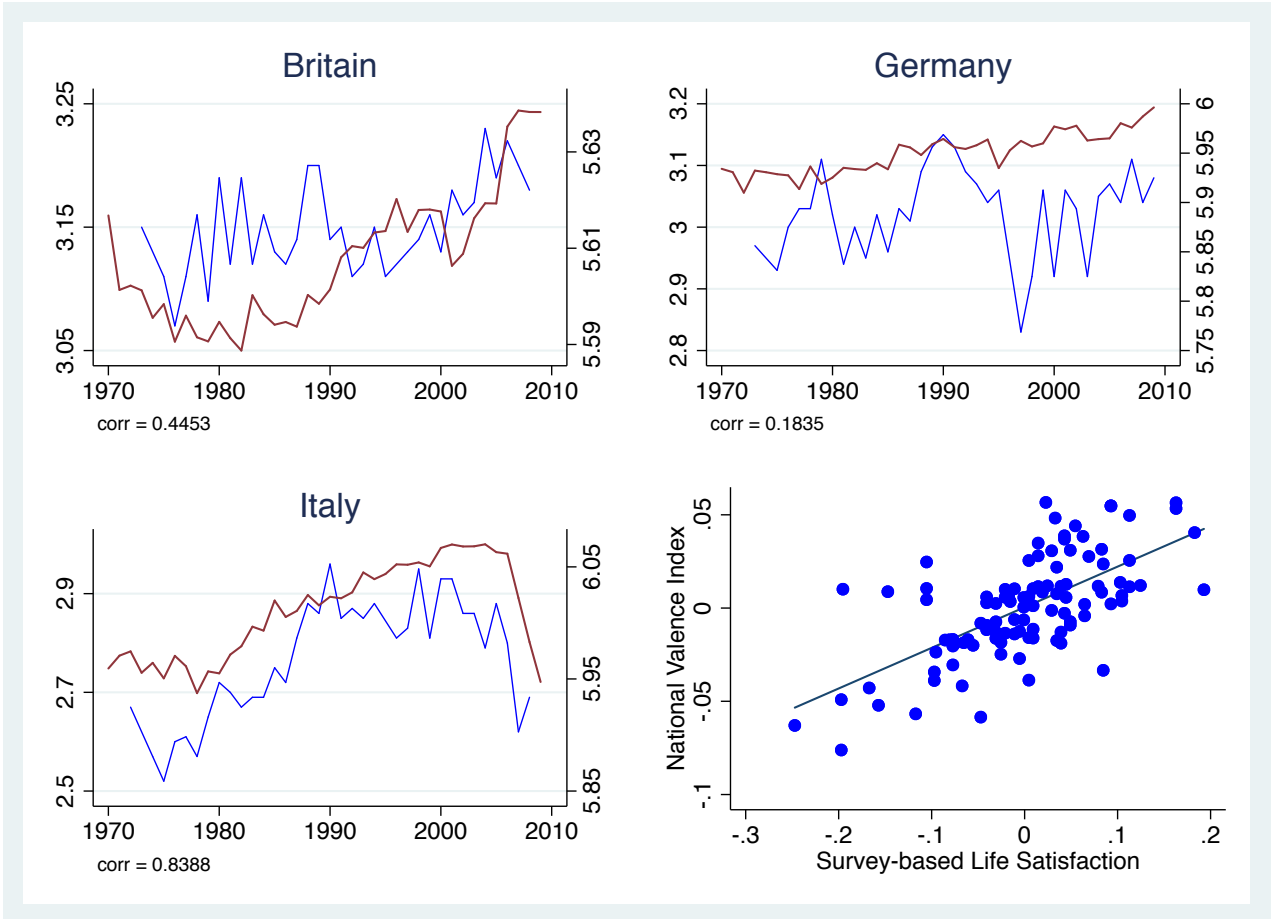 Britain
3.25
3.15
3.05
5.63
5.61
5.59
1970 1980 1990 2000 2010
corr = 0.4453
Germany
3.2
3.1
3
2.9
2.8
6
5.95
5.9
5.85
5.8
5.75
1970 1980 1990 2000 2010
corr = 0.1835
Italy
2.9
2.7
2.5
6.05
5.95
5.85
1970 1980 1990 2000 2010
corr = 0.8388
National Valence Index
.05
0
-.05
-.1
-.3 -.2 -.1 0 .1 .2
Survey-based Life Satisfaction